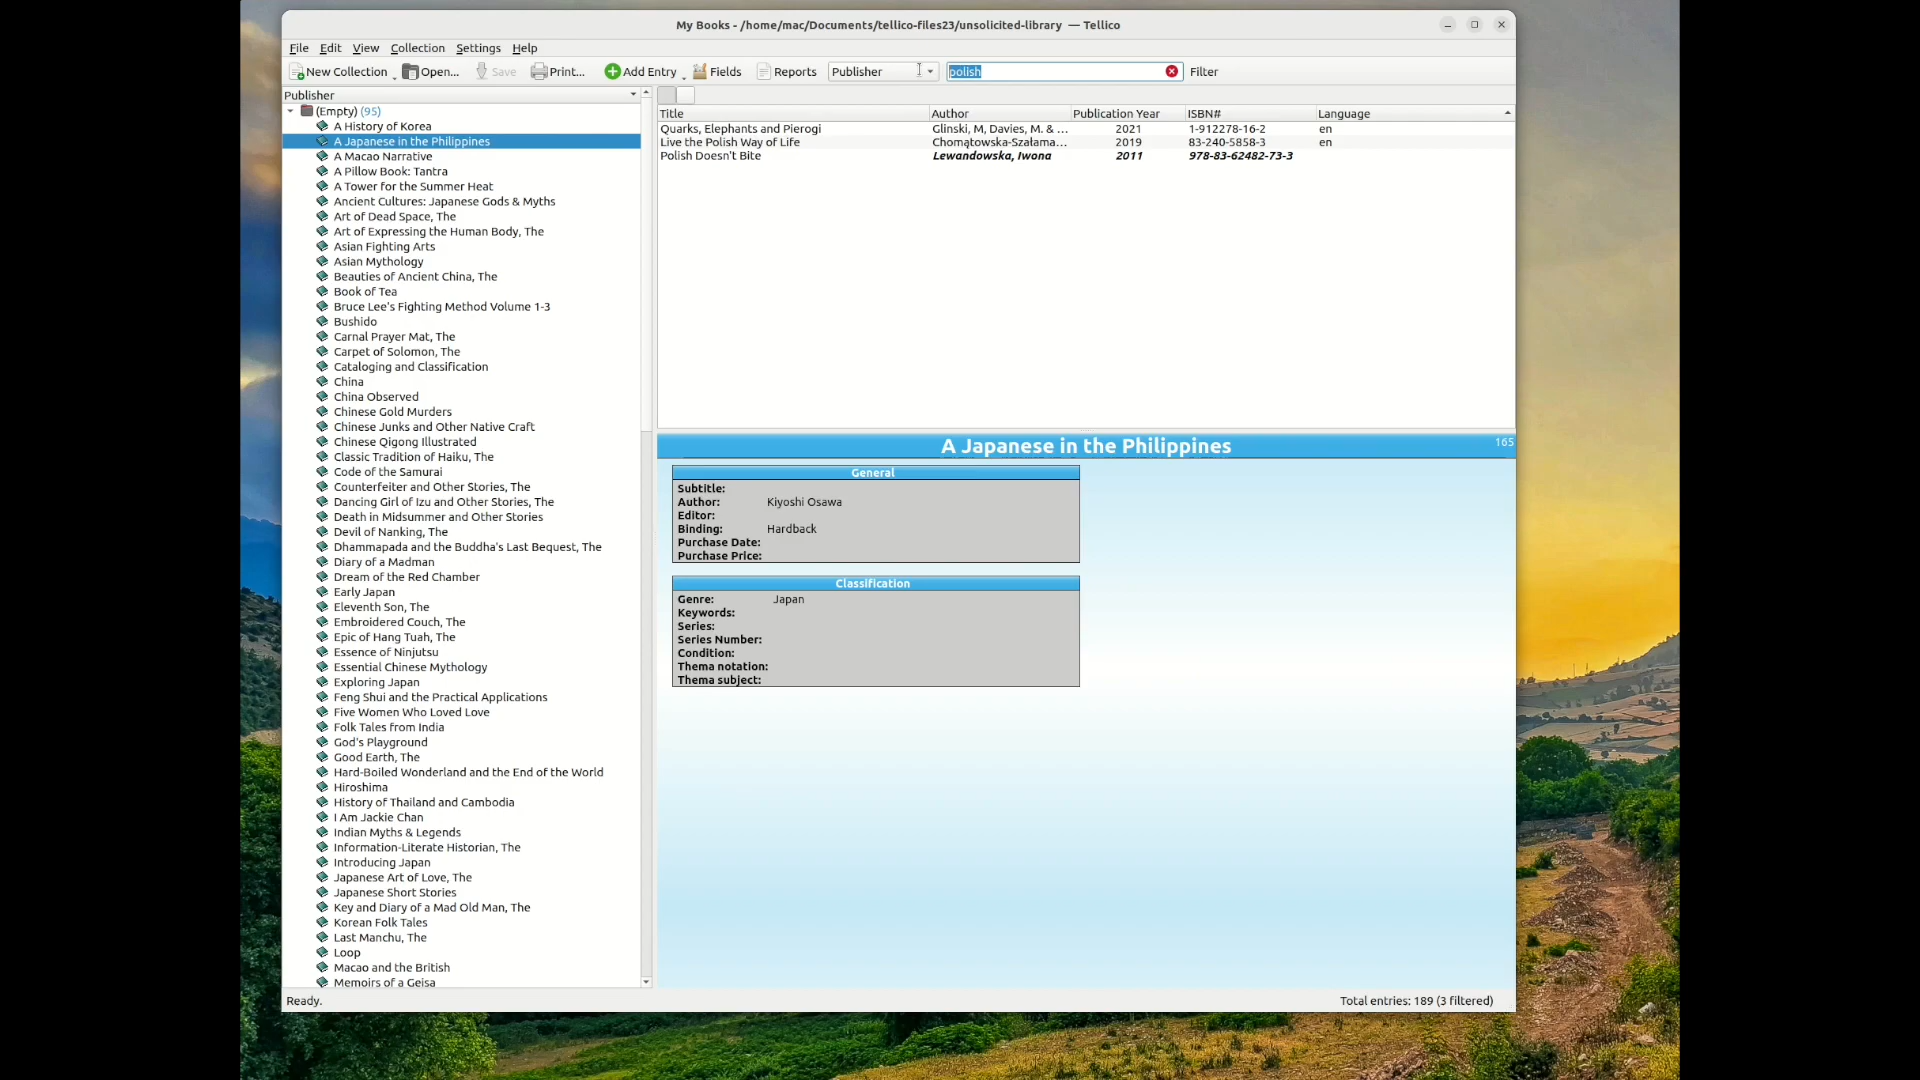 My Books - /home/mac/Documents/tellico-files23/unsolicited-library — Tellico
File Edit View Collection Settings Help
New Collection Open... Save Print... Add Entry Fields Reports Publisher polish Filter
Publisher
(Empty) (95)
A History of Korea
A Japanese in the Philippines
A Macao Narrative
A Pillow Book: Tantra
A Tower for the Summer Heat
Ancient Cultures: Japanese Gods & Myths
Art of Dead Space, The
Art of Expressing the Human Body, The
Asian Fighting Arts
Asian Mythology
Beauties of Ancient China, The
Book of Tea
Bruce Lee's Fighting Method Volume 1-3
Bushido
Carnal Prayer Mat, The
Carpet of Solomon, The
Cataloging and Classification
China
China Observed
Chinese Gold Murders
Chinese Junks and Other Native Craft
Chinese Qigong Illustrated
Classic Tradition of Haiku, The
Code of the Samurai
Counterfeiter and Other Stories, The
Dancing Girl of Izu and Other Stories, The
Death in Midsummer and Other Stories
Devil of Nanking, The
Dhammapada and the Buddha's Last Bequest, The
Diary of a Madman
Dream of the Red Chamber
Early Japan
Eleventh Son, The
Embroidered Couch, The
Epic of Hang Tuah, The
Essence of Ninjutsu
Essential Chinese Mythology
Exploring Japan
Feng Shui and the Practical Applications
Five Women Who Loved Love
Folk Tales from India
God's Playground
Good Earth, The
Hard-Boiled Wonderland and the End of the World
Hiroshima
History of Thailand and Cambodia
I Am Jackie Chan
Indian Myths & Legends
Information-Literate Historian, The
Introducing Japan
Japanese Art of Love, The
Japanese Short Stories
Key and Diary of a Mad Old Man, The
Korean Folk Tales
Last Manchu, The
Loop
Macao and the British
Memoirs of a Geisa
Title Author Publication Year ISBN# Language
Quarks, Elephants and Pierogi Glinski, M, Davies, M. & ... 2021 1-912278-16-2 en
Live the Polish Way of Life Chomątowska-Szałama... 2019 83-240-5858-3 en
Polish Doesn't Bite Lewandowska, Iwona 2011 978-83-62482-73-3
A Japanese in the Philippines 165
General
Subtitle:
Author: Kiyoshi Osawa
Editor:
Binding: Hardback
Purchase Date:
Purchase Price:
Classification
Genre: Japan
Keywords:
Series:
Series Number:
Condition:
Thema notation:
Thema subject:
Ready. Total entries: 189 (3 filtered)